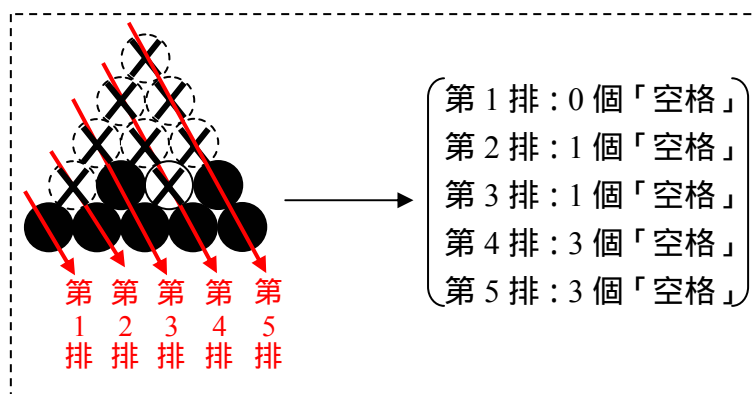 第 1 排 : 0 個「空格」
第 2 排 : 1 個「空格」
第 3 排 : 1 個「空格」
第 4 排 : 3 個「空格」
第 5 排 : 3 個「空格」
第1排
第2排
第3排
第4排
第5排